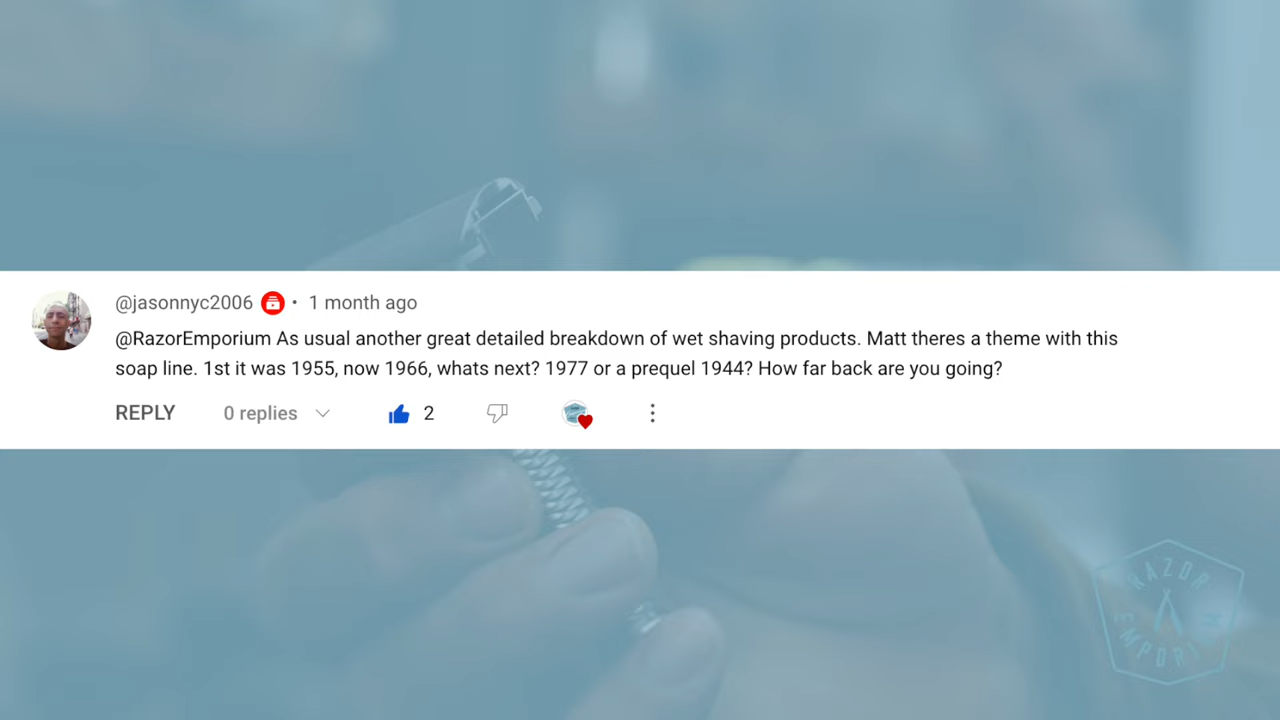 @jasonnyc2006 • 1 month ago
@RazorEmporium As usual another great detailed breakdown of wet shaving products. Matt theres a theme with this
soap line. 1st it was 1955, now 1966, whats next? 1977 or a prequel 1944? How far back are you going?
REPLY 0 replies 2
RAZOR
EMPORIUM